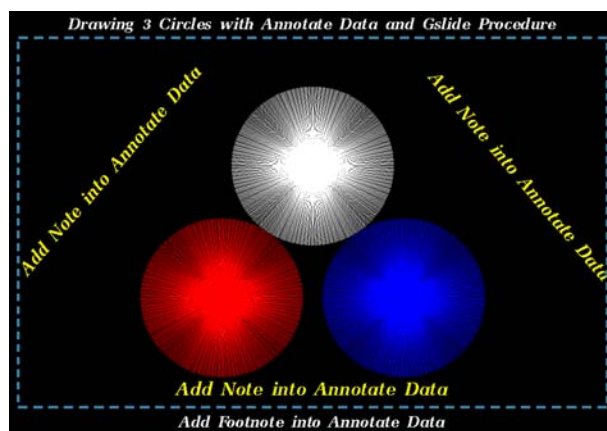 Drawing 3 Circles with Annotate Data and Gslide Procedure
Add Note into Annotate Data
Add Note into Annotate Data
Add Note into Annotate Data
Add Footnote into Annotate Data